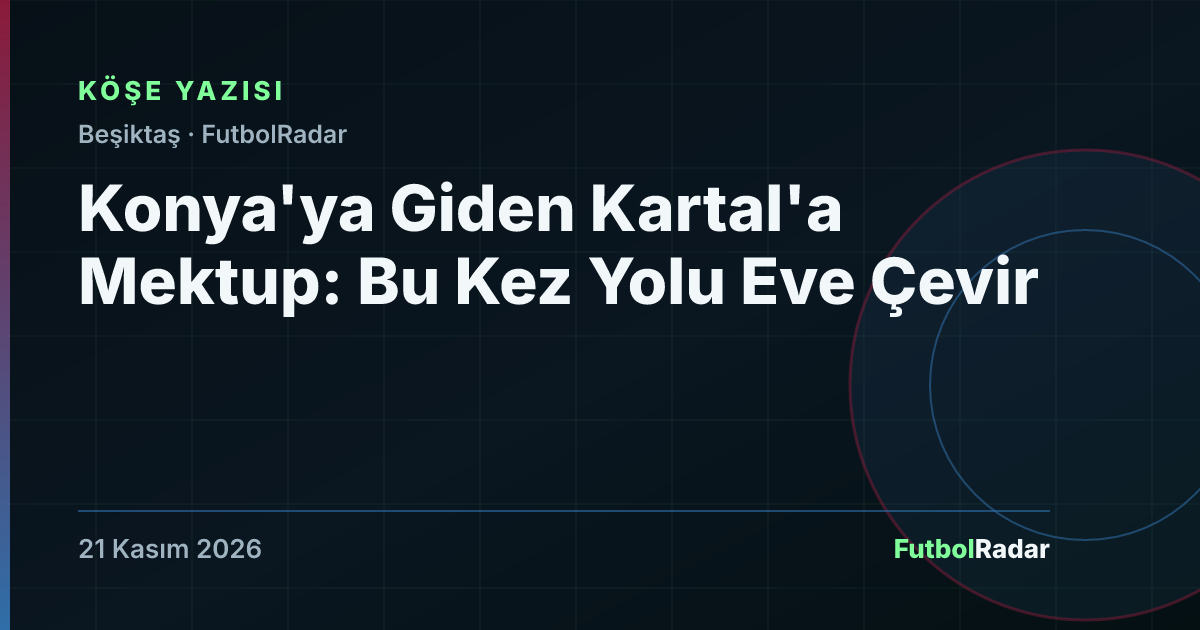 KÖŞE YAZISI
Beşiktaş · FutbolRadar
Konya'ya Giden Kartal'a
Mektup: Bu Kez Yolu Eve Çevir
21 Kasım 2026
FutbolRadar